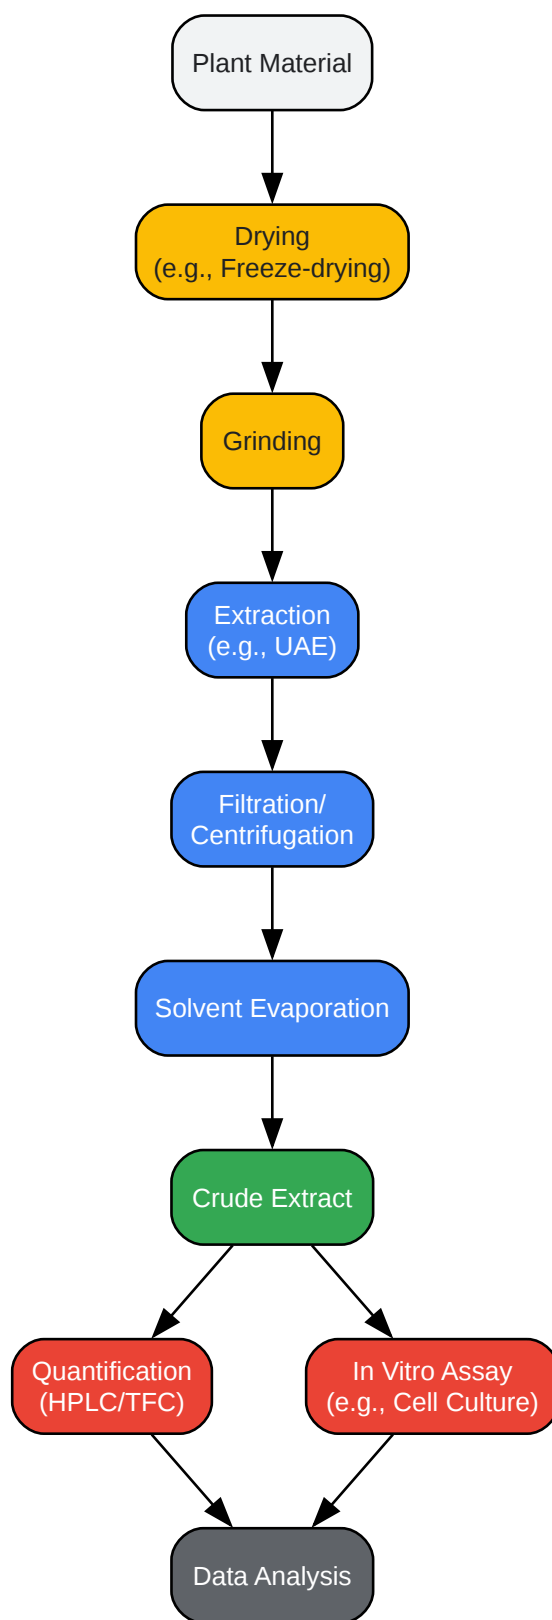 Plant Material
Drying
(e.g., Freeze-drying)
Grinding
Extraction
(e.g., UAE)
Filtration/
Centrifugation
Solvent Evaporation
Crude Extract
Quantification
(HPLC/TFC)
In Vitro Assay
(e.g., Cell Culture)
Data Analysis